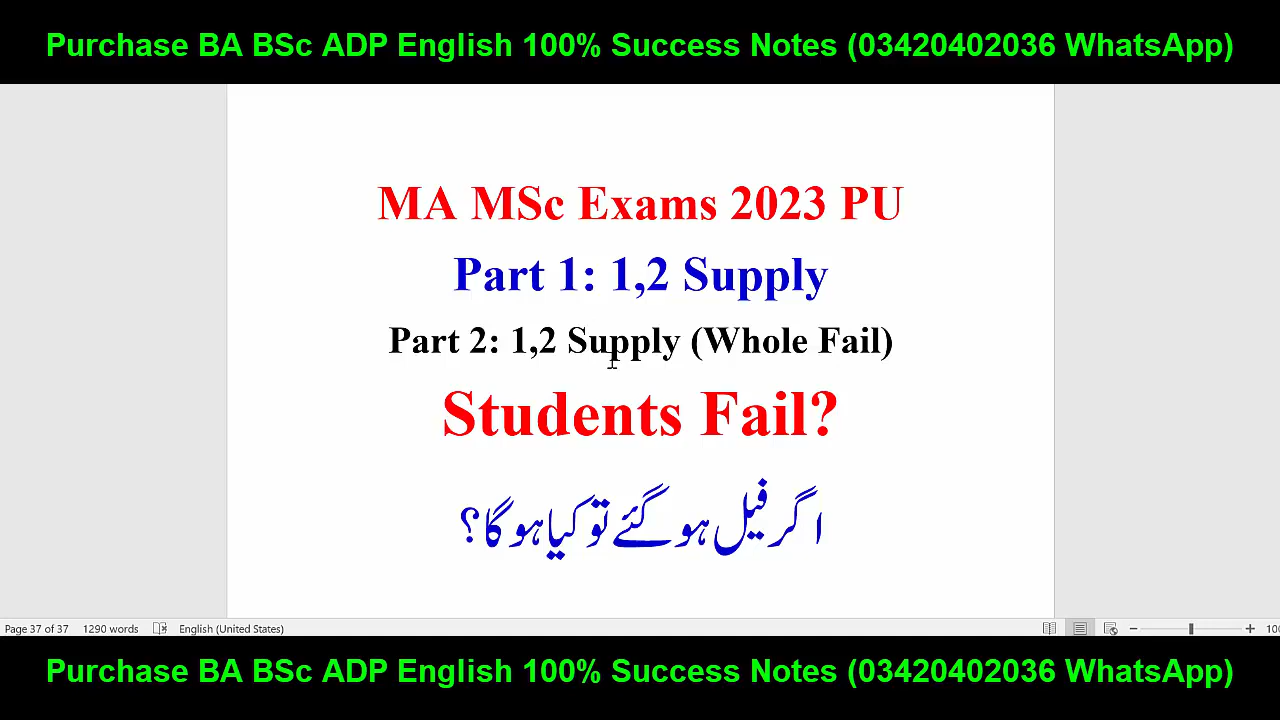 Purchase BA BSc ADP English 100% Success Notes (03420402036 WhatsApp)
MA MSc Exams 2023 PU
Part 1: 1,2 Supply
Part 2: 1,2 Supply (Whole Fail)
Students Fail?
اگر فیل ہو گئے تو کیا ہو گا؟
Page 37 of 37 1290 words English (United States) 100
Purchase BA BSc ADP English 100% Success Notes (03420402036 WhatsApp)